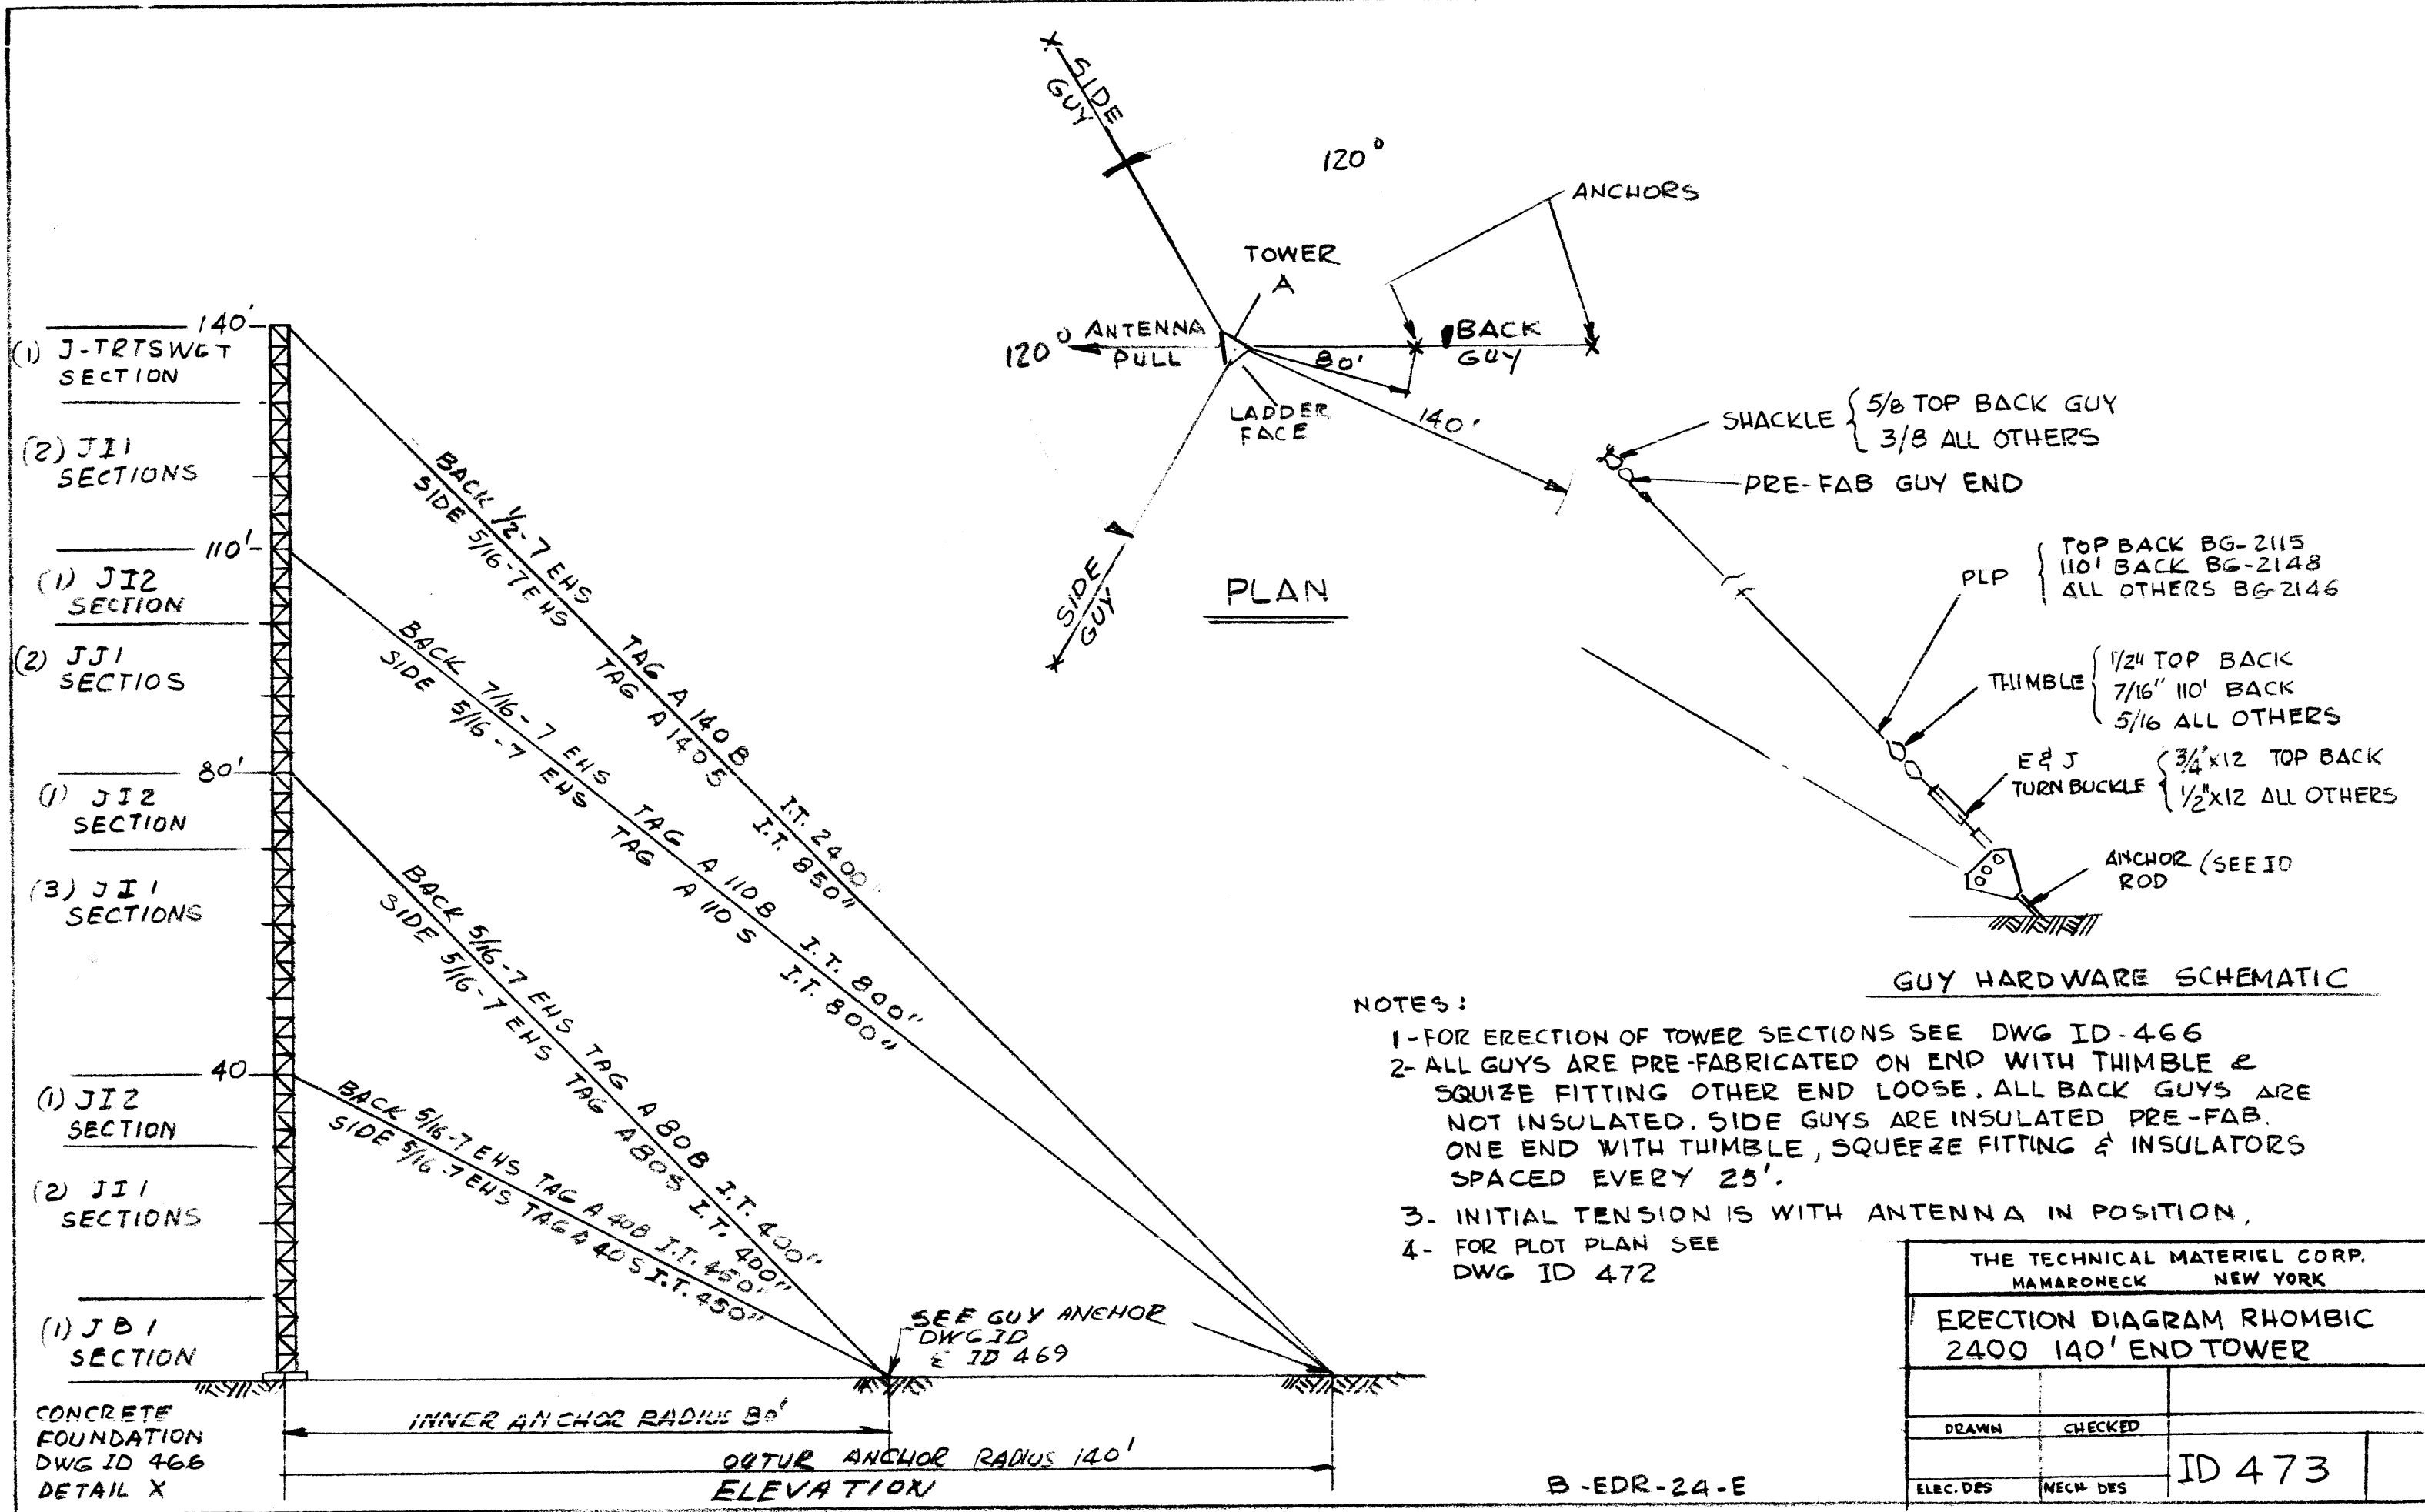 SIDE
GUY
120°
ANCHORS
TOWER
A
120°
ANTENNA
PULL
80'
BACK
GUY
LADDER
FACE
140'
SIDE
GUY
PLAN
140'
(1) J-TRTSWGT
SECTION
(2) JI1
SECTIONS
110'
(1) JI2
SECTION
(2) JJ1
SECTIOS
80'
(1) JI2
SECTION
(3) JI1
SECTIONS
40
(1) JI2
SECTION
(2) JI1
SECTIONS
(1) JB1
SECTION
CONCRETE
FOUNDATION
DWG ID 466
DETAIL X
BACK 1/2-7 EHS TAG A 140 B I.T. 2400"
SIDE 5/16-7 EHS TAG A 140 S I.T. 850"
BACK 7/16-7 EHS TAG A 110 B I.T. 800"
SIDE 5/16-7 EHS TAG A 110 S I.T. 800"
BACK 5/16-7 EHS TAG A 80B I.T. 400"
SIDE 5/16-7 EHS TAG A80S I.T. 400"
BACK 5/16-7 EHS TAG A 40B I.T. 450"
SIDE 5/16-7 EHS TAG A 40S I.T. 450"
SEE GUY ANCHOR
DWG ID
& ID 469
INNER ANCHOR RADIUS 80'
OUTUR ANCHOR RADIUS 140'
ELEVATION
SHACKLE { 5/8 TOP BACK GUY
3/8 ALL OTHERS
PRE-FAB GUY END
PLP { TOP BACK BG-2115
110' BACK BG-2148
ALL OTHERS BG-2146
THIMBLE { 1/2" TOP BACK
7/16" 110' BACK
5/16 ALL OTHERS
E & J
TURNBUCKLE { 3/4"x12 TOP BACK
1/2"x12 ALL OTHERS
ANCHOR (SEE ID
ROD
GUY HARDWARE SCHEMATIC
NOTES:
1-FOR ERECTION OF TOWER SECTIONS SEE DWG ID-466
2- ALL GUYS ARE PRE-FABRICATED ON END WITH THIMBLE &
SQUIZE FITTING OTHER END LOOSE. ALL BACK GUYS ARE
NOT INSULATED. SIDE GUYS ARE INSULATED PRE-FAB.
ONE END WITH THIMBLE, SQUEEZE FITTING & INSULATORS
SPACED EVERY 25'.
3- INITIAL TENSION IS WITH ANTENNA IN POSITION,
4- FOR PLOT PLAN SEE
DWG ID 472
THE TECHNICAL MATERIEL CORP.
MAMARONECK NEW YORK
ERECTION DIAGRAM RHOMBIC
2400 140' END TOWER
DRAWN CHECKED
ELEC. DES MECH DES
ID 473
B-EDR-24-E